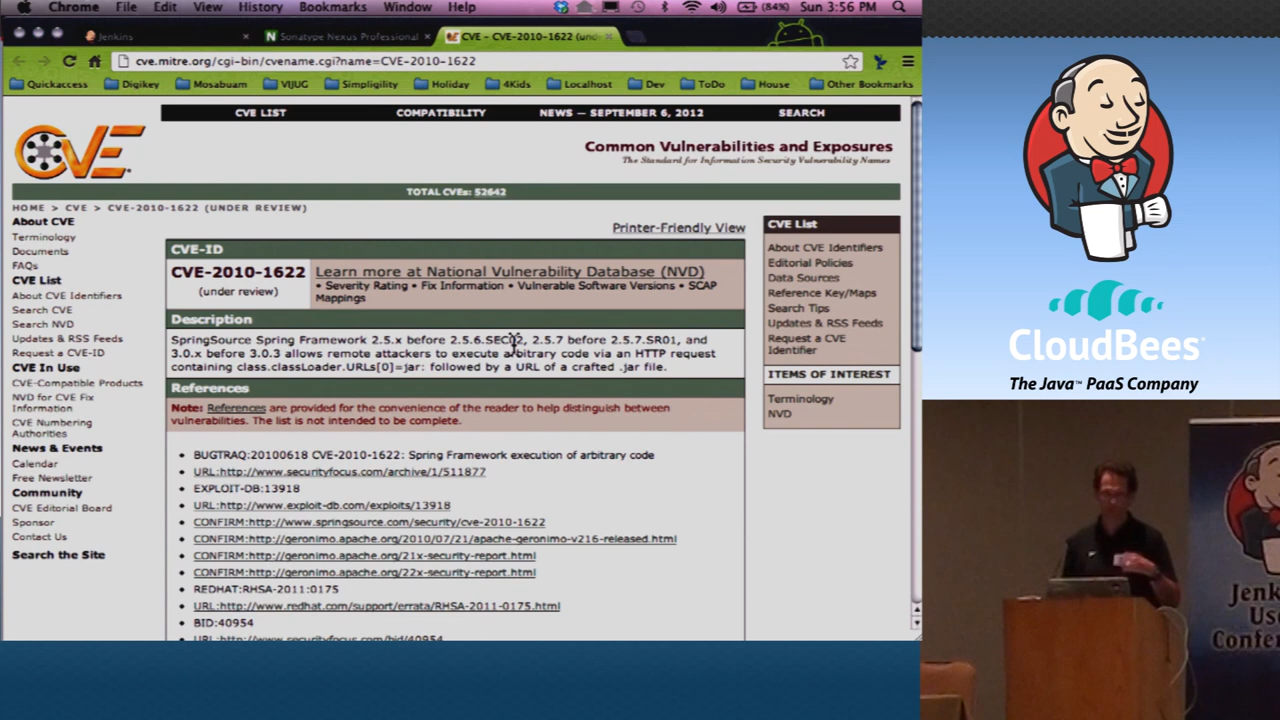 Chrome File Edit View History Bookmarks Window Help (84%) Sun 3:56 PM
Jenkins
Sonatype Nexus Professional
CVE - CVE-2010-1622 (und
cve.mitre.org/cgi-bin/cvename.cgi?name=CVE-2010-1622
Quickaccess Digikey Mosabuam VIJUG Simpligility Holiday 4Kids Localhost Dev ToDo House Other Bookmarks
CVE LIST COMPATIBILITY NEWS — SEPTEMBER 6, 2012 SEARCH
CVE
Common Vulnerabilities and Exposures
The Standard for Information Security Vulnerability Names
TOTAL CVEs: 52642
HOME > CVE > CVE-2010-1622 (UNDER REVIEW)
About CVE
Terminology
Documents
FAQs
CVE List
About CVE Identifiers
Search CVE
Search NVD
Updates & RSS Feeds
Request a CVE-ID
CVE In Use
CVE-Compatible Products
NVD for CVE Fix
Information
CVE Numbering
Authorities
News & Events
Calendar
Free Newsletter
Community
CVE Editorial Board
Sponsor
Contact Us
Search the Site
Printer-Friendly View
CVE-ID
CVE-2010-1622
(under review)
Learn more at National Vulnerability Database (NVD)
• Severity Rating • Fix Information • Vulnerable Software Versions • SCAP
Mappings
Description
SpringSource Spring Framework 2.5.x before 2.5.6.SEC02, 2.5.7 before 2.5.7.SR01, and
3.0.x before 3.0.3 allows remote attackers to execute arbitrary code via an HTTP request
containing class.classLoader.URLs[0]=jar: followed by a URL of a crafted .jar file.
References
Note: References are provided for the convenience of the reader to help distinguish between
vulnerabilities. The list is not intended to be complete.
• BUGTRAQ:20100618 CVE-2010-1622: Spring Framework execution of arbitrary code
• URL:http://www.securityfocus.com/archive/1/511877
• EXPLOIT-DB:13918
• URL:http://www.exploit-db.com/exploits/13918
• CONFIRM:http://www.springsource.com/security/cve-2010-1622
• CONFIRM:http://geronimo.apache.org/2010/07/21/apache-geronimo-v216-released.html
• CONFIRM:http://geronimo.apache.org/21x-security-report.html
• CONFIRM:http://geronimo.apache.org/22x-security-report.html
• REDHAT:RHSA-2011:0175
• URL:http://www.redhat.com/support/errata/RHSA-2011-0175.html
• BID:40954
• URL:http://www.securityfocus.com/bid/40954
CVE List
About CVE Identifiers
Editorial Policies
Data Sources
Reference Key/Maps
Search Tips
Updates & RSS Feeds
Request a CVE
Identifier
ITEMS OF INTEREST
Terminology
NVD
CloudBees
The Java™ PaaS Company
Jenk
Use
Confere